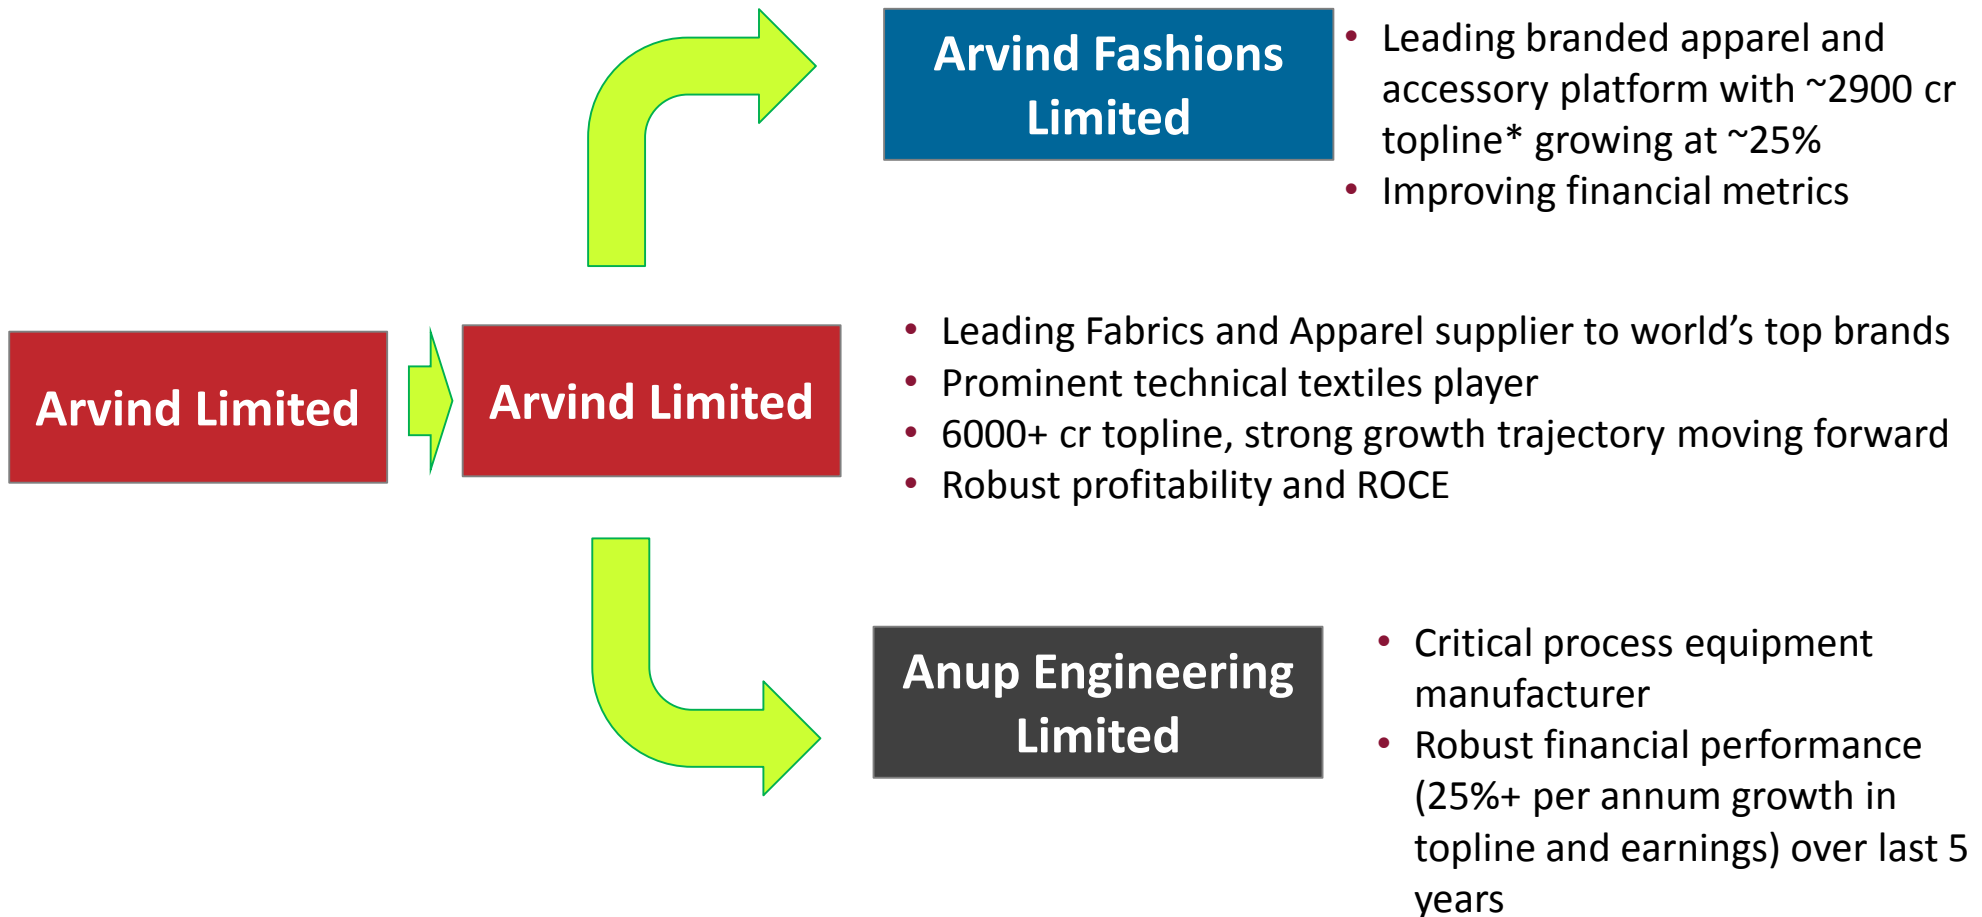 Arvind Fashions
Limited
• Leading branded apparel and
accessory platform with ~2900 cr
topline* growing at ~25%
• Improving financial metrics
Arvind Limited
Arvind Limited
• Leading Fabrics and Apparel supplier to world’s top brands
• Prominent technical textiles player
• 6000+ cr topline, strong growth trajectory moving forward
• Robust profitability and ROCE
Anup Engineering
Limited
• Critical process equipment
manufacturer
• Robust financial performance
(25%+ per annum growth in
topline and earnings) over last 5
years